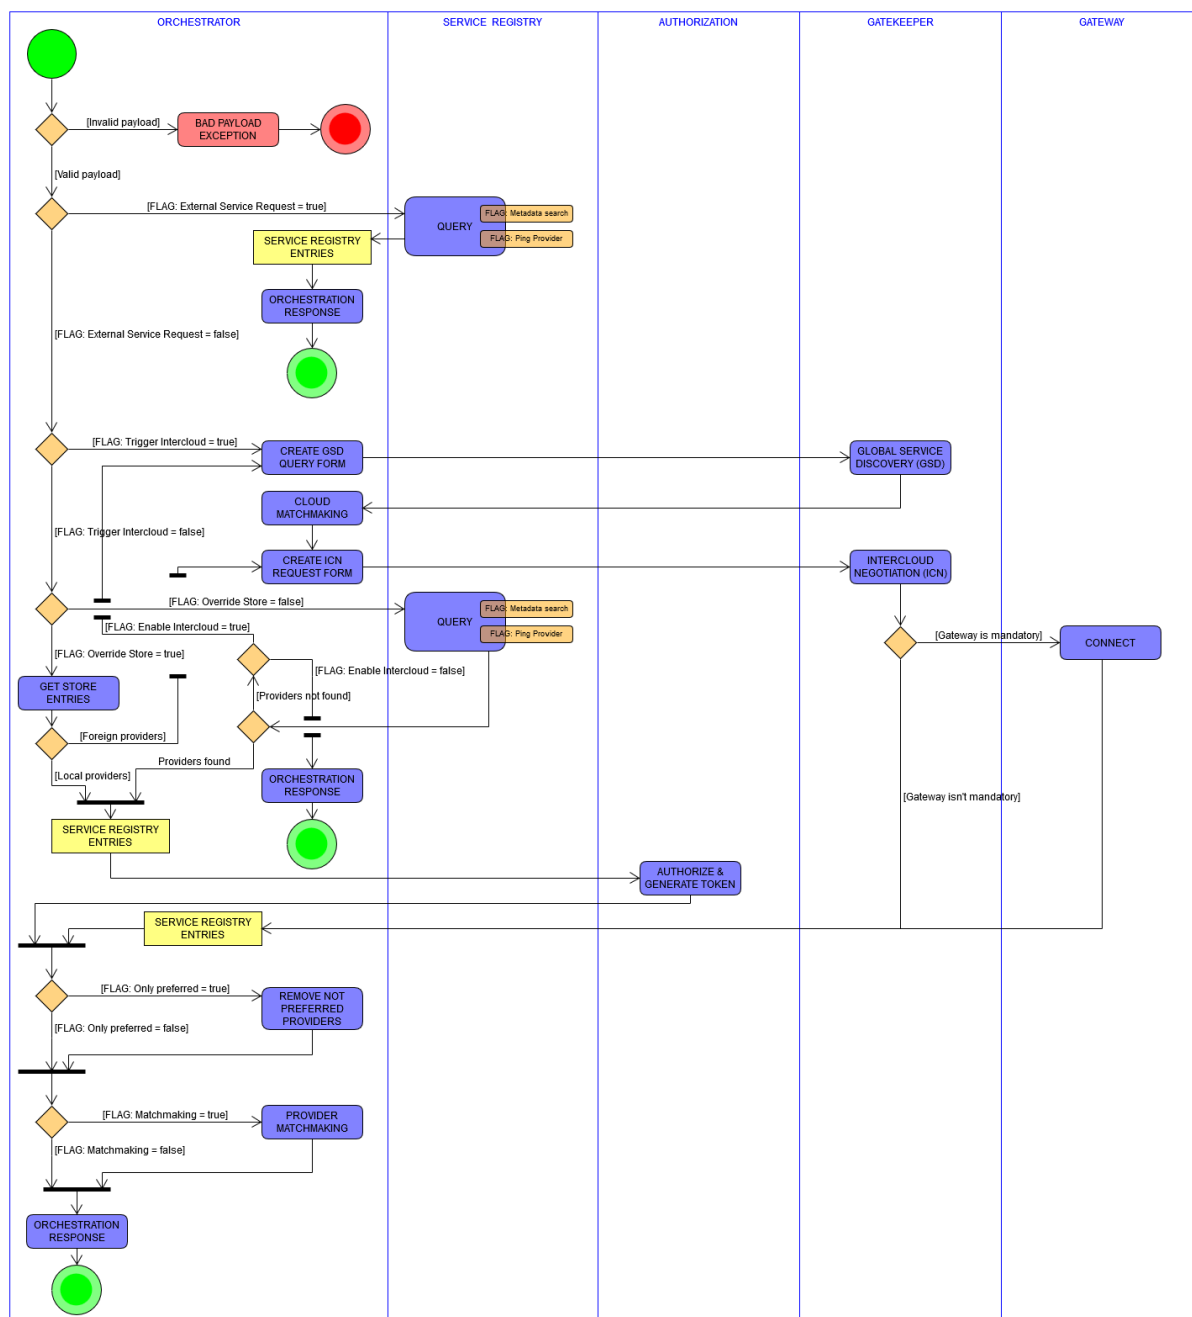 ORCHESTRATOR
SERVICE REGISTRY
AUTHORIZATION
GATEKEEPER
GATEWAY
[Invalid payload]
BAD PAYLOAD
EXCEPTION
[Valid payload]
[FLAG: External Service Request = true]
QUERY
FLAG: Metadata search
FLAG: Ping Provider
SERVICE REGISTRY
ENTRIES
ORCHESTRATION
RESPONSE
[FLAG: External Service Request = false]
[FLAG: Trigger Intercloud = true]
CREATE GSD
QUERY FORM
GLOBAL SERVICE
DISCOVERY (GSD)
CLOUD
MATCHMAKING
[FLAG: Trigger Intercloud = false]
CREATE ICN
REQUEST FORM
INTERCLOUD
NEGOTIATION (ICN)
[FLAG: Override Store = false]
QUERY
FLAG: Metadata search
FLAG: Ping Provider
[FLAG: Enable Intercloud = true]
[Gateway is mandatory]
CONNECT
[FLAG: Override Store = true]
[FLAG: Enable Intercloud = false]
GET STORE
ENTRIES
[Providers not found]
[Foreign providers]
Providers found
[Local providers]
ORCHESTRATION
RESPONSE
[Gateway isn't mandatory]
SERVICE REGISTRY
ENTRIES
AUTHORIZE &
GENERATE TOKEN
SERVICE REGISTRY
ENTRIES
[FLAG: Only preferred = true]
REMOVE NOT
PREFERRED
PROVIDERS
[FLAG: Only preferred = false]
[FLAG: Matchmaking = true]
PROVIDER
MATCHMAKING
[FLAG: Matchmaking = false]
ORCHESTRATION
RESPONSE